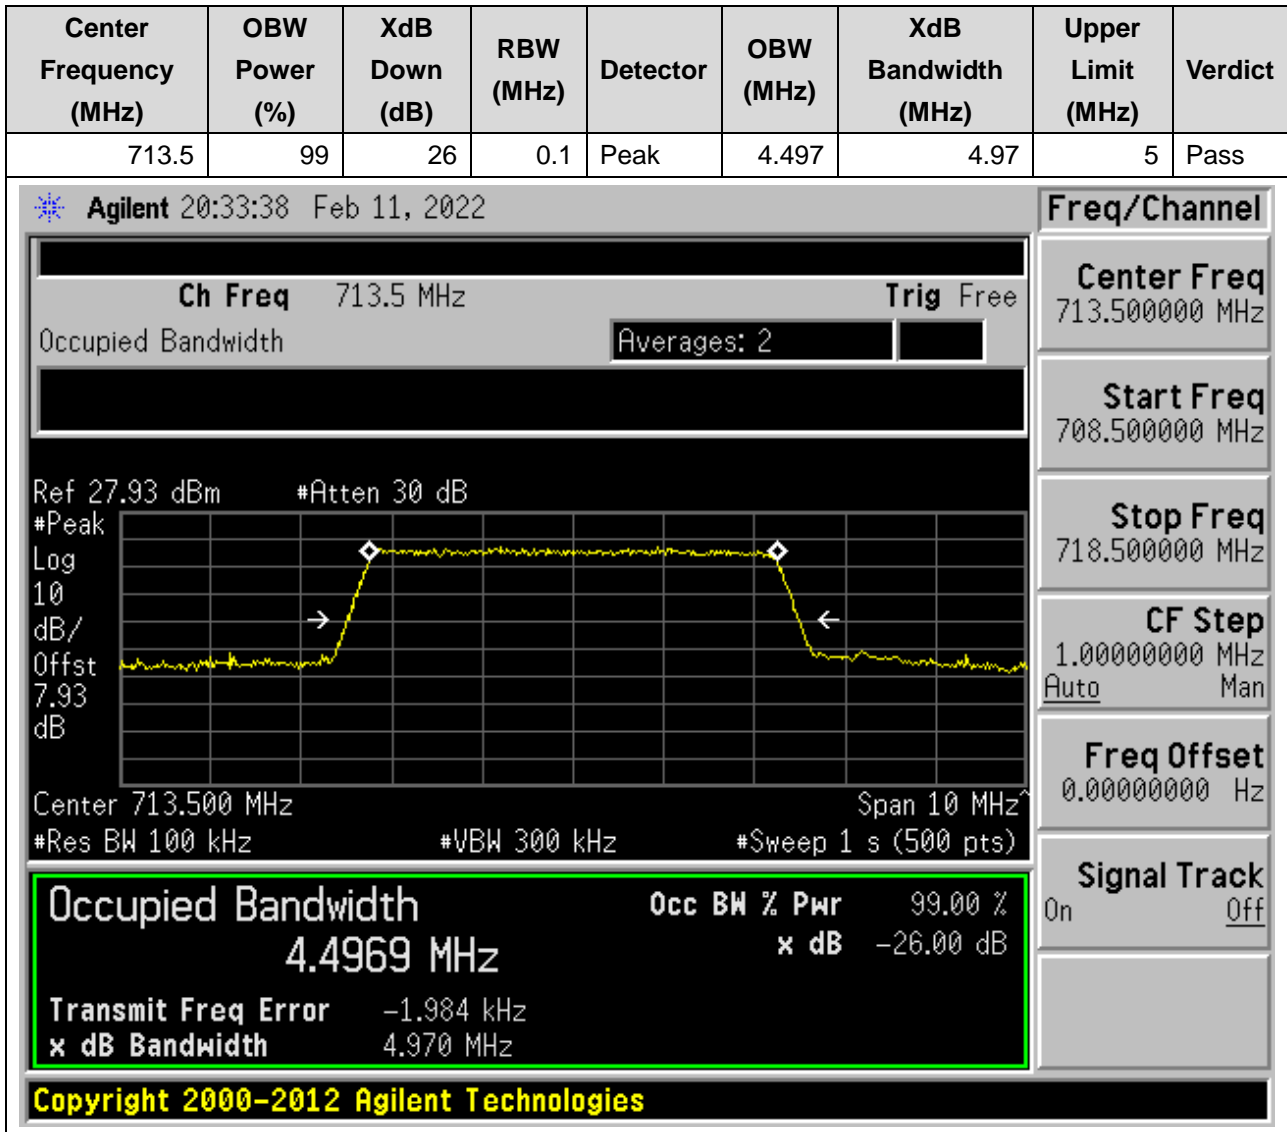 Center Frequency (MHz) OBW Power (%) XdB Down (dB) RBW (MHz) Detector OBW (MHz) XdB Bandwidth (MHz) Upper Limit (MHz) Verdict
713.5 99 26 0.1 Peak 4.497 4.97 5 Pass
Agilent 20:33:38 Feb 11, 2022
Freq/Channel
Ch Freq 713.5 MHz Trig Free
Occupied Bandwidth Averages: 2
Center Freq
713.500000 MHz
Start Freq
708.500000 MHz
Stop Freq
718.500000 MHz
CF Step
1.00000000 MHz
Auto Man
Freq Offset
0.00000000 Hz
Signal Track
On Off
Ref 27.93 dBm #Atten 30 dB
#Peak
Log
10
dB/
Offst
7.93
dB
Center 713.500 MHz Span 10 MHz^
#Res BW 100 kHz #VBW 300 kHz #Sweep 1 s (500 pts)
Occupied Bandwidth Occ BW % Pwr 99.00 %
4.4969 MHz x dB -26.00 dB
Transmit Freq Error -1.984 kHz
x dB Bandwidth 4.970 MHz
Copyright 2000-2012 Agilent Technologies